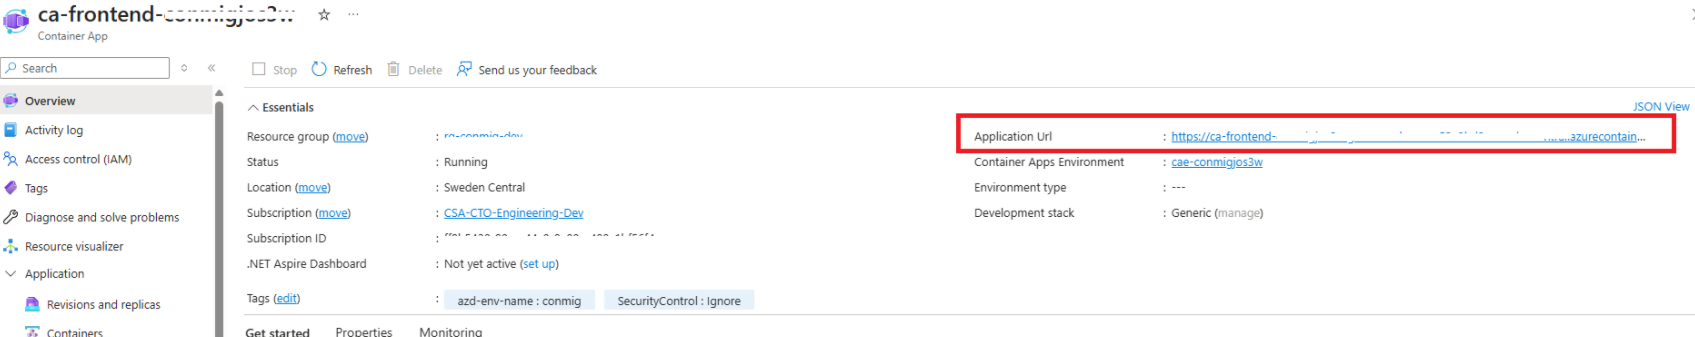 ca-frontend-
Container App
Search
Stop Refresh Delete Send us your feedback
Overview
Activity log
Access control (IAM)
Tags
Diagnose and solve problems
Resource visualizer
Application
Revisions and replicas
Containers
Essentials
JSON View
Resource group (move) :
Status : Running
Location (move) : Sweden Central
Subscription (move) : CSA-CTO-Engineering-Dev
Subscription ID :
.NET Aspire Dashboard : Not yet active (set up)
Tags (edit) : azd-env-name : conmig SecurityControl : Ignore
Application Url : https://ca-frontend- azurecontain...
Container Apps Environment : cae-conmigjos3w
Environment type : ---
Development stack : Generic (manage)
Get started Properties Monitoring